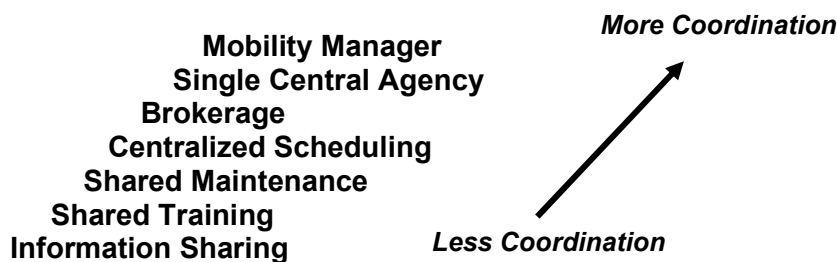 More Coordination
Mobility Manager
Single Central Agency
Brokerage
Centralized Scheduling
Shared Maintenance
Shared Training
Information Sharing
Less Coordination